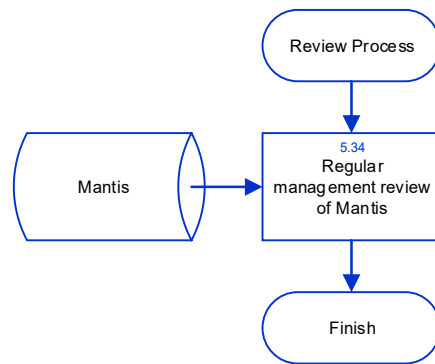 Review Process
5.34
Regular
management review
of Mantis
Mantis
Finish